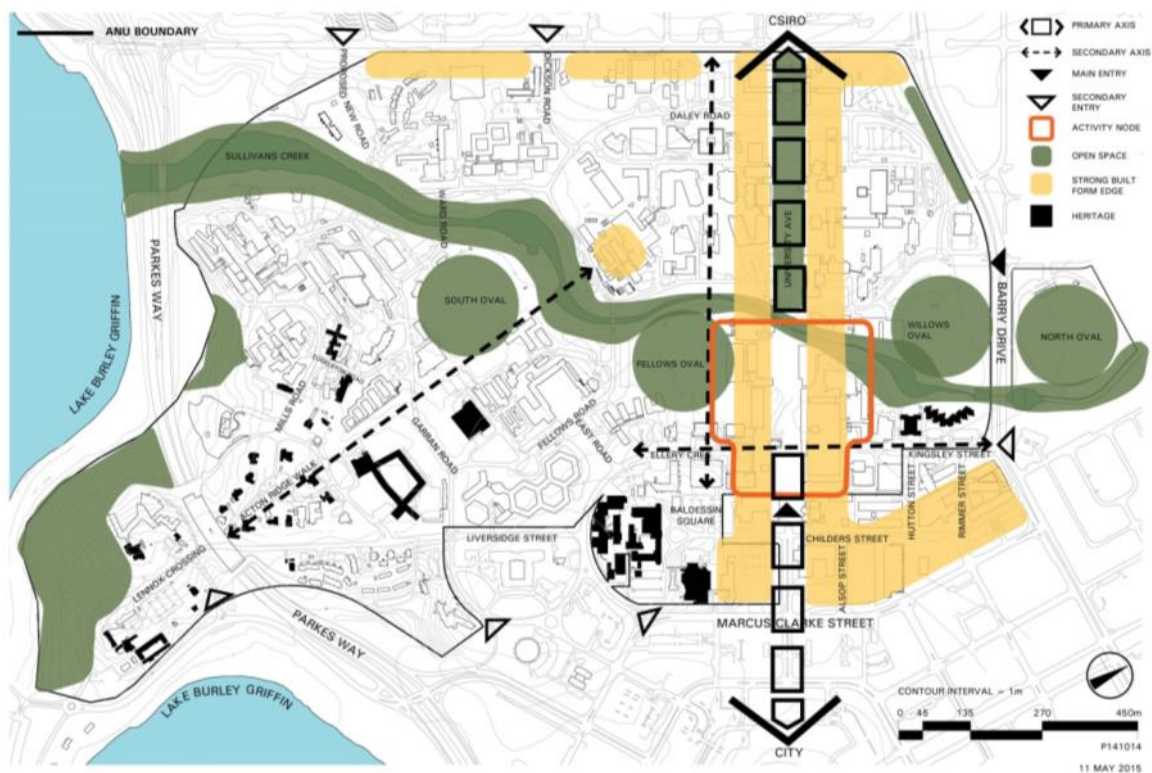 ANU BOUNDARY
CSIRO
PRIMARY AXIS
SECONDARY AXIS
MAIN ENTRY
SECONDARY
ENTRY
ACTIVITY NODE
OPEN SPACE
STRONG BUILT
FORM EDGE
HERITAGE
PROPOSED NEW ROAD
DICKSON ROAD
DALEY ROAD
SULLIVANS CREEK
WARD ROAD
UNIVERSITY AVE
PARKES WAY
LAKE BURLEY GRIFFIN
SOUTH OVAL
FELLOWS OVAL
WILLOWS
OVAL
BARRY DRIVE
NORTH OVAL
MILLS ROAD
GARRAN ROAD
FELLOWS ROAD
EAST ROAD
ELLERY CRES
KINGSLEY STREET
ACTON RIDGE WALK
HUTTON STREET
RIMMER STREET
BALDESSIN
SQUARE
LIVERSIDGE STREET
CHILDERS STREET
ALSOP STREET
LENNOX CROSSING
PARKES WAY
MARCUS CLARKE STREET
LAKE BURLEY GRIFFIN
CITY
CONTOUR INTERVAL = 1m
0 45 135 270 450m
P141014
11 MAY 2015